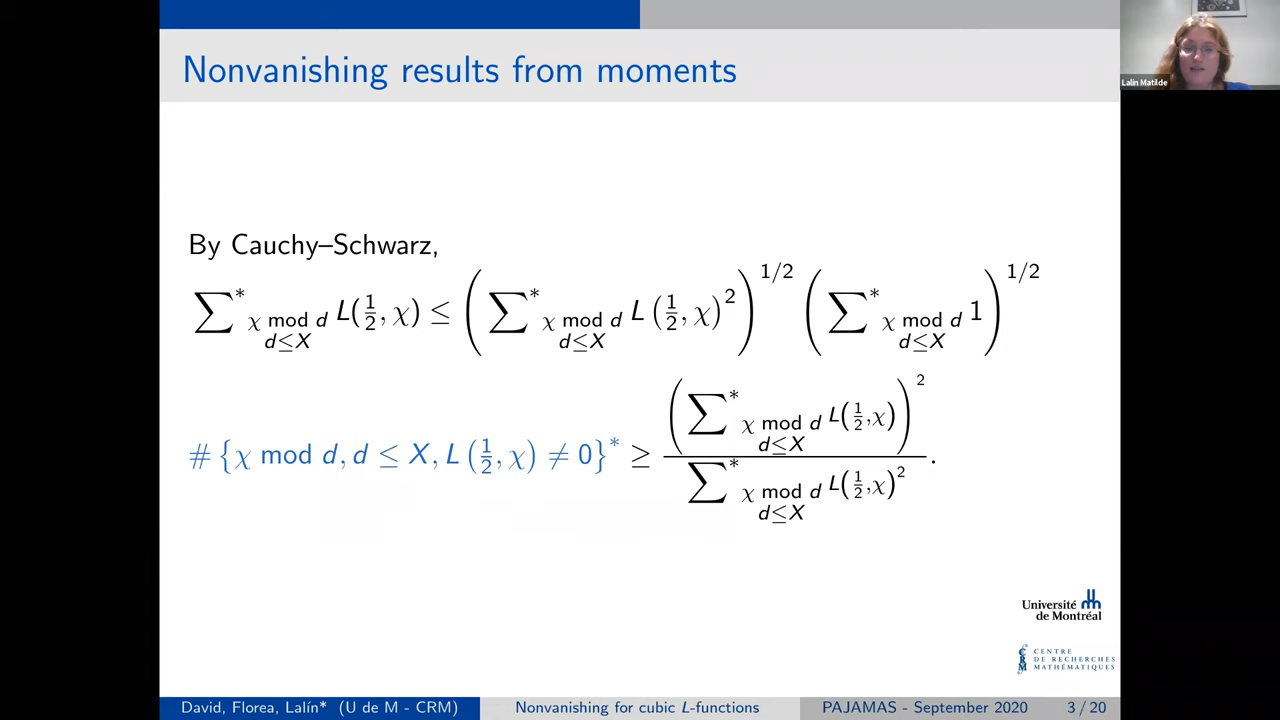 Nonvanishing results from moments
Lalín Matilde
By Cauchy–Schwarz,
∑* χ mod d d≤X L(1/2, χ) ≤ (∑* χ mod d d≤X L(1/2, χ)^2)^1/2 (∑* χ mod d d≤X 1)^1/2
#{χ mod d, d ≤ X, L(1/2, χ) ≠ 0}* ≥ (∑* χ mod d d≤X L(1/2,χ))^2 / ∑* χ mod d d≤X L(1/2,χ)^2 .
Université
de Montréal
CRM
CENTRE
DE RECHERCHES
MATHÉMATIQUES
David, Florea, Lalín* (U de M - CRM)
Nonvanishing for cubic L-functions
PAJAMAS - September 2020
3 / 20